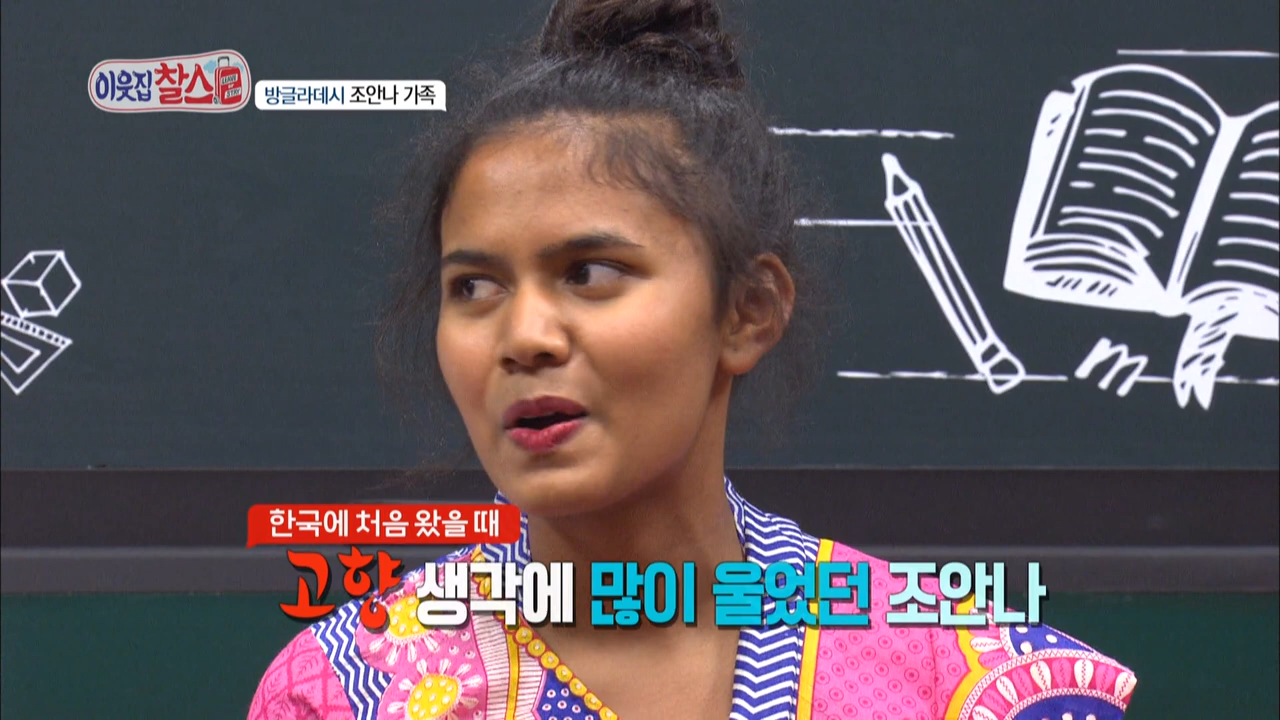 이웃집 찰스
방글라데시 조안나 가족
한국에 처음 왔을 때
고향 생각에 많이 울었던 조안나
m